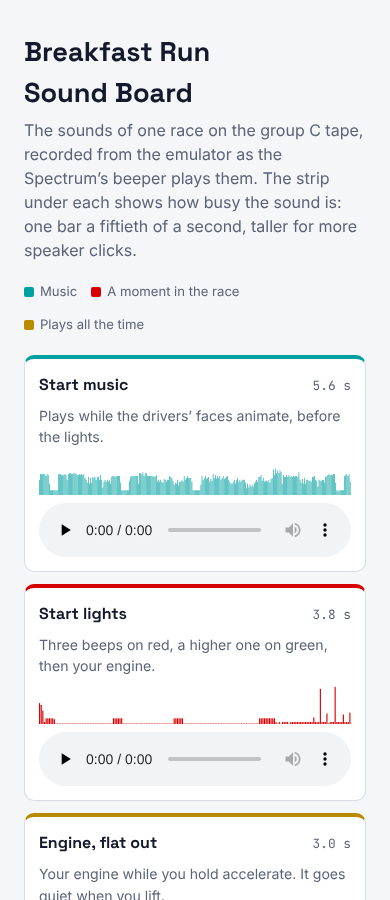 Breakfast Run
Sound Board
The sounds of one race on the group C tape,
recorded from the emulator as the
Spectrum’s beeper plays them. The strip
under each shows how busy the sound is:
one bar a fiftieth of a second, taller for more
speaker clicks.
Music A moment in the race
Plays all the time
Start music 5.6 s
Plays while the drivers’ faces animate, before
the lights.
0:00 / 0:00
Start lights 3.8 s
Three beeps on red, a higher one on green,
then your engine.
0:00 / 0:00
Engine, flat out 3.0 s
Your engine while you hold accelerate. It goes
quiet when you lift.